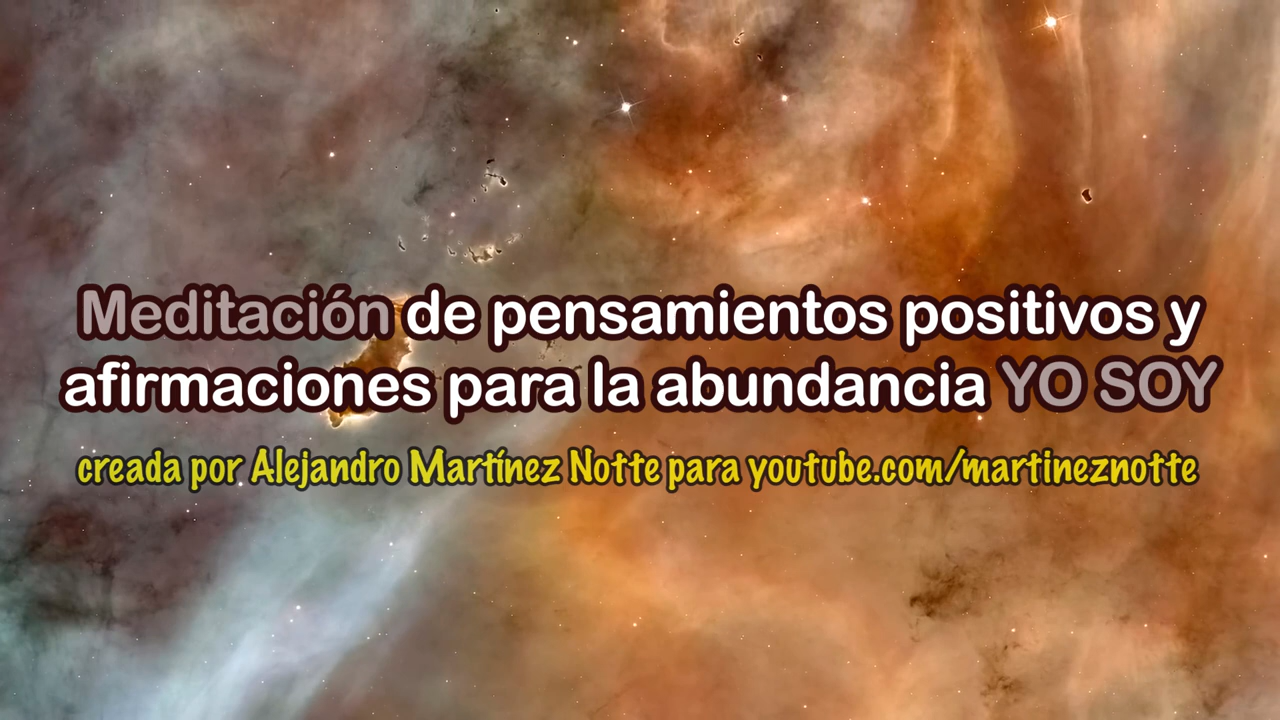 Meditación de pensamientos positivos y
afirmaciones para la abundancia YO SOY
creada por Alejandro Martínez Notte para youtube.com/martineznotte